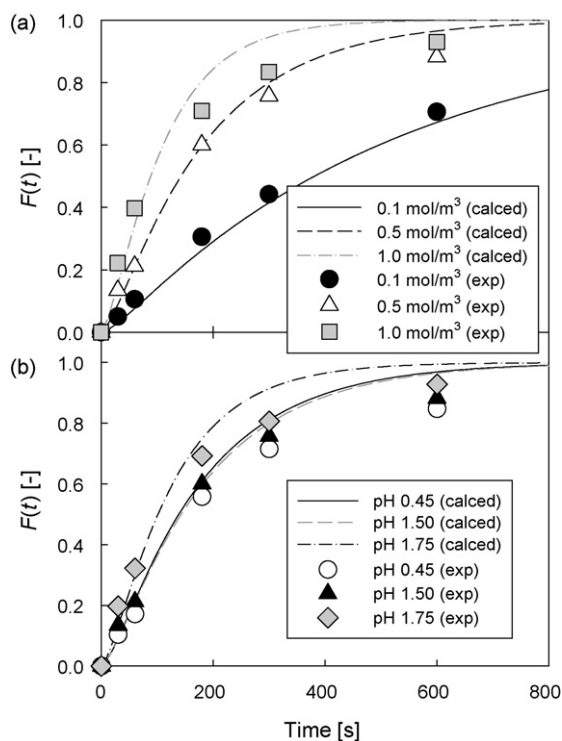 (a)
1.0
0.8
0.6
0.4
0.2
0.0
F(t) [-]
0.1 mol/m³ (calced)
0.5 mol/m³ (calced)
1.0 mol/m³ (calced)
0.1 mol/m³ (exp)
0.5 mol/m³ (exp)
1.0 mol/m³ (exp)
(b)
1.0
0.8
0.6
0.4
0.2
0.0
F(t) [-]
pH 0.45 (calced)
pH 1.50 (calced)
pH 1.75 (calced)
pH 0.45 (exp)
pH 1.50 (exp)
pH 1.75 (exp)
0 200 400 600 800
Time [s]